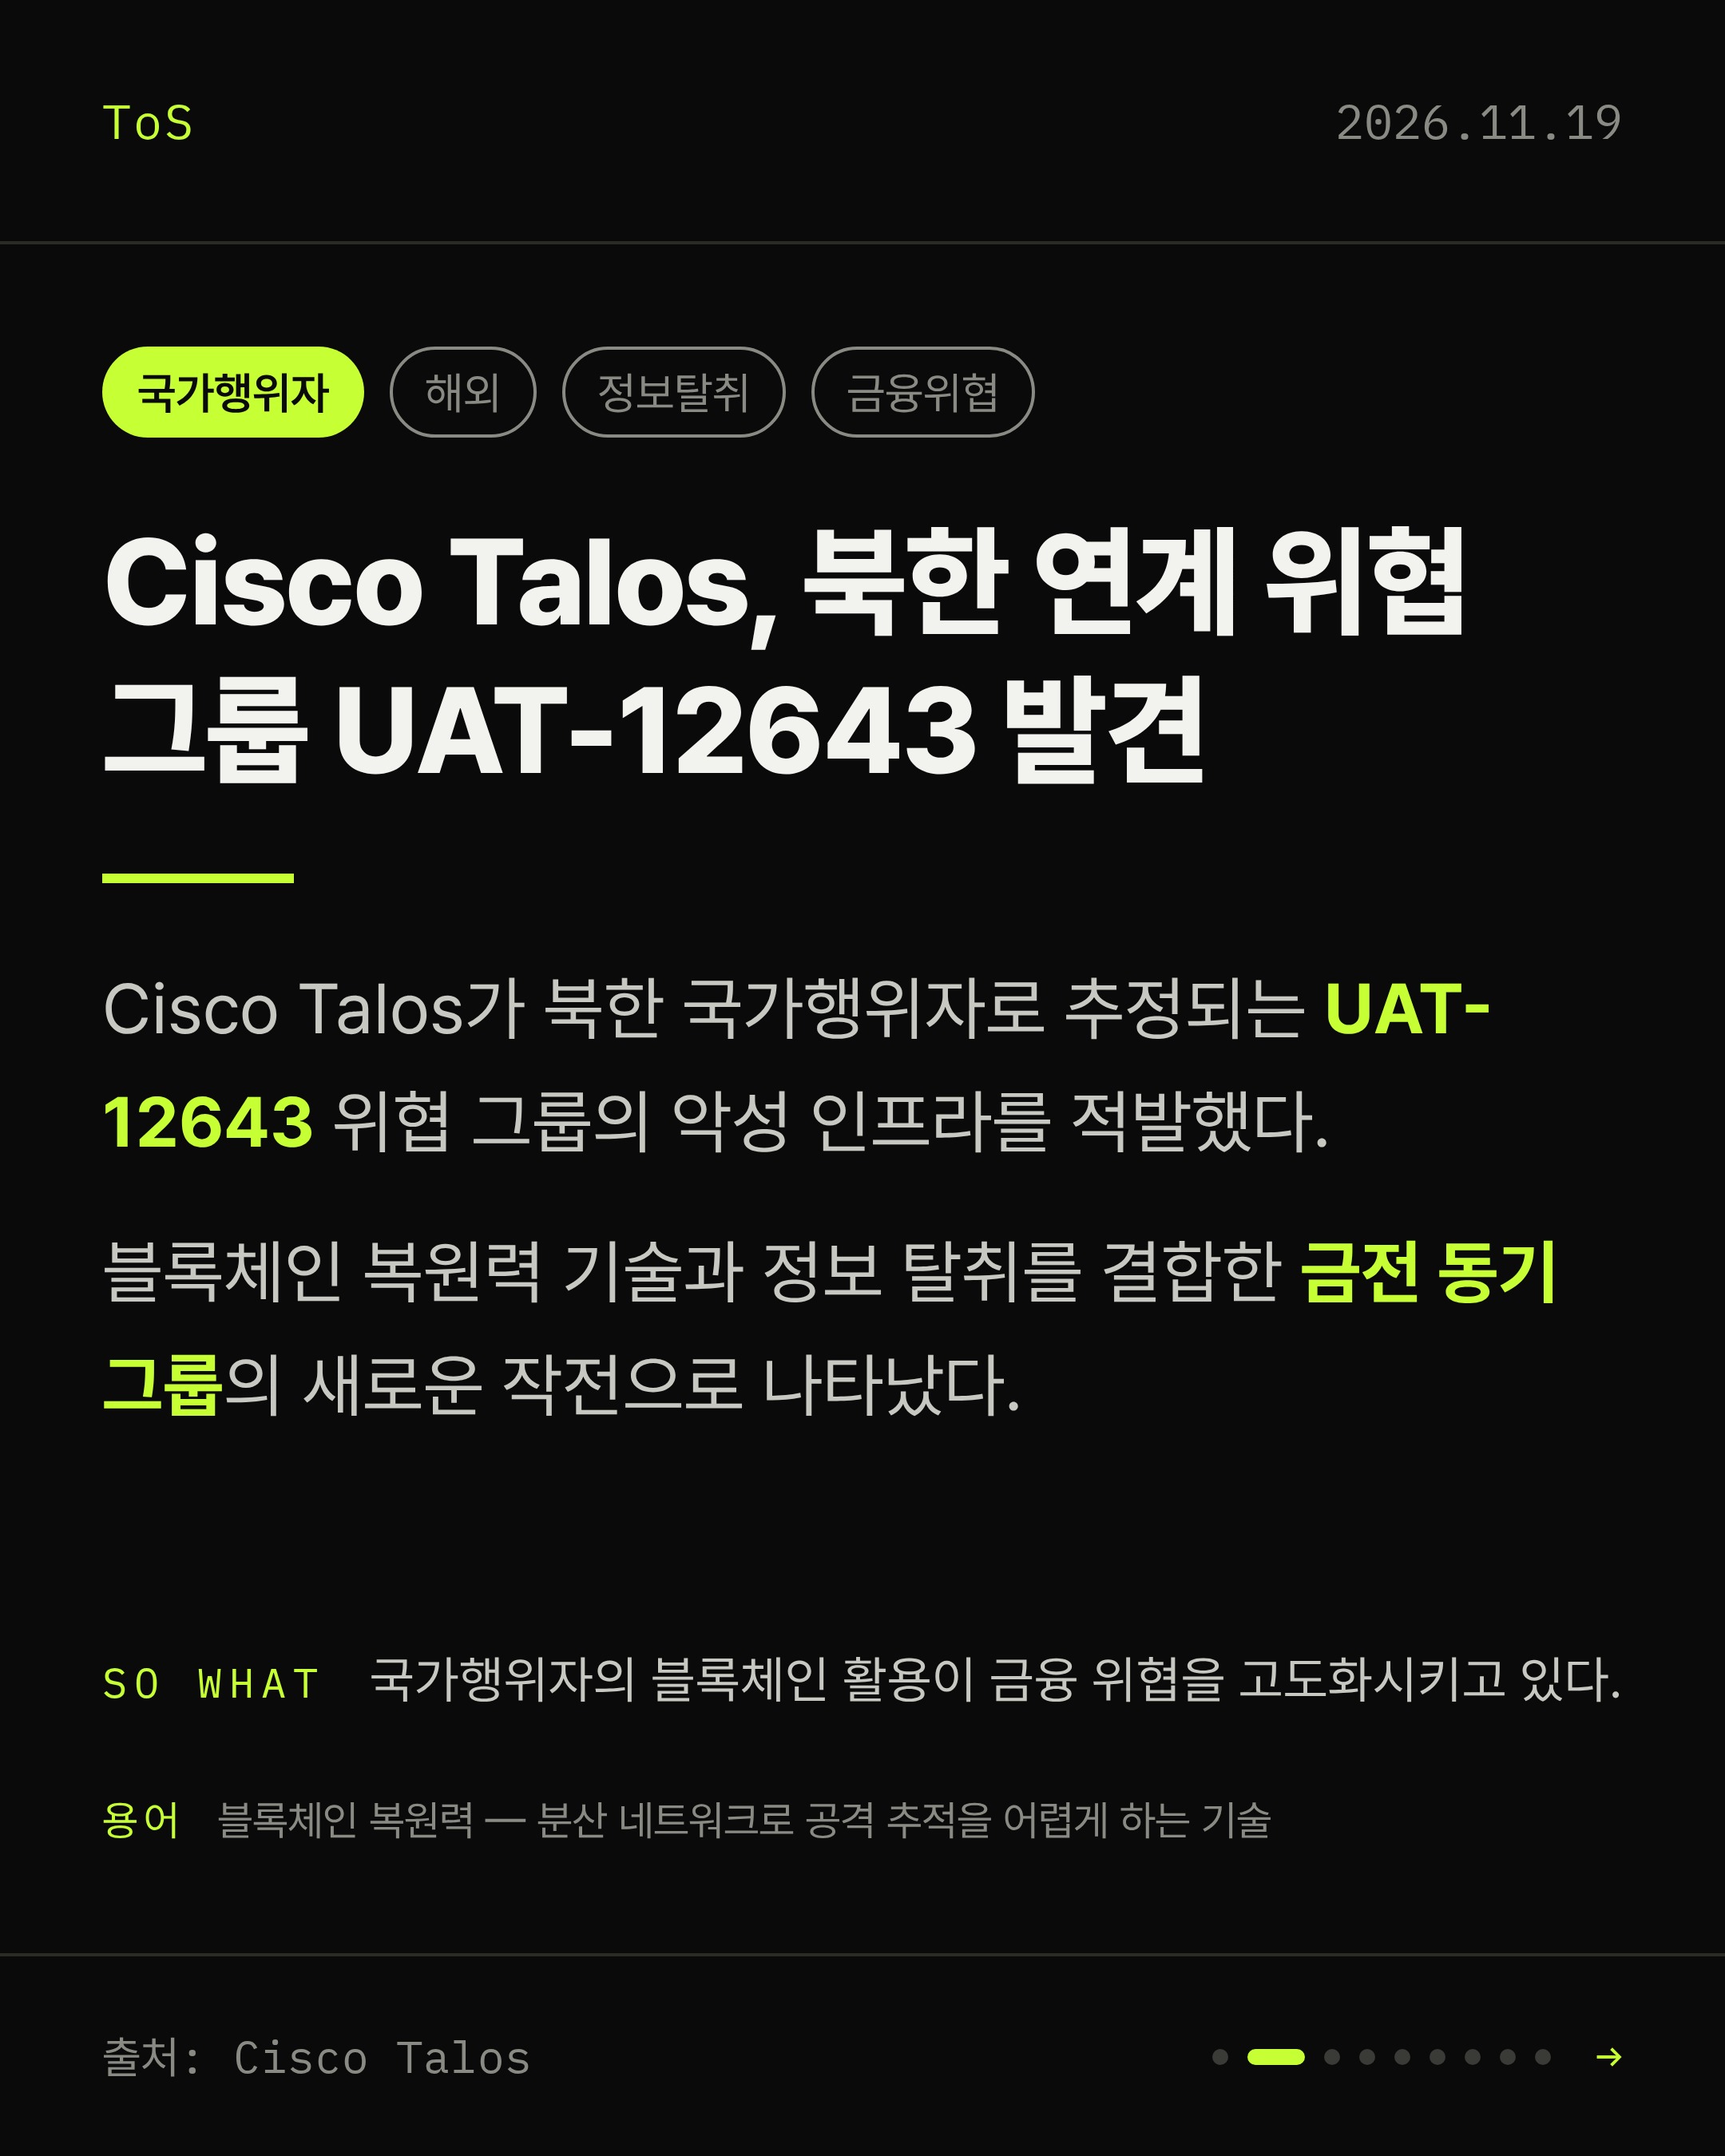 ToS
2026.11.19
국가행위자 해외 정보탈취 금융위협
Cisco Talos, 북한 연계 위협
그룹 UAT-12643 발견
Cisco Talos가 북한 국가행위자로 추정되는 UAT-
12643 위협 그룹의 악성 인프라를 적발했다.
블록체인 복원력 기술과 정보 탈취를 결합한 금전 동기
그룹의 새로운 작전으로 나타났다.
SO WHAT 국가행위자의 블록체인 활용이 금융 위협을 고도화시키고 있다.
용어 블록체인 복원력 — 분산 네트워크로 공격 추적을 어렵게 하는 기술
출처: Cisco Talos →